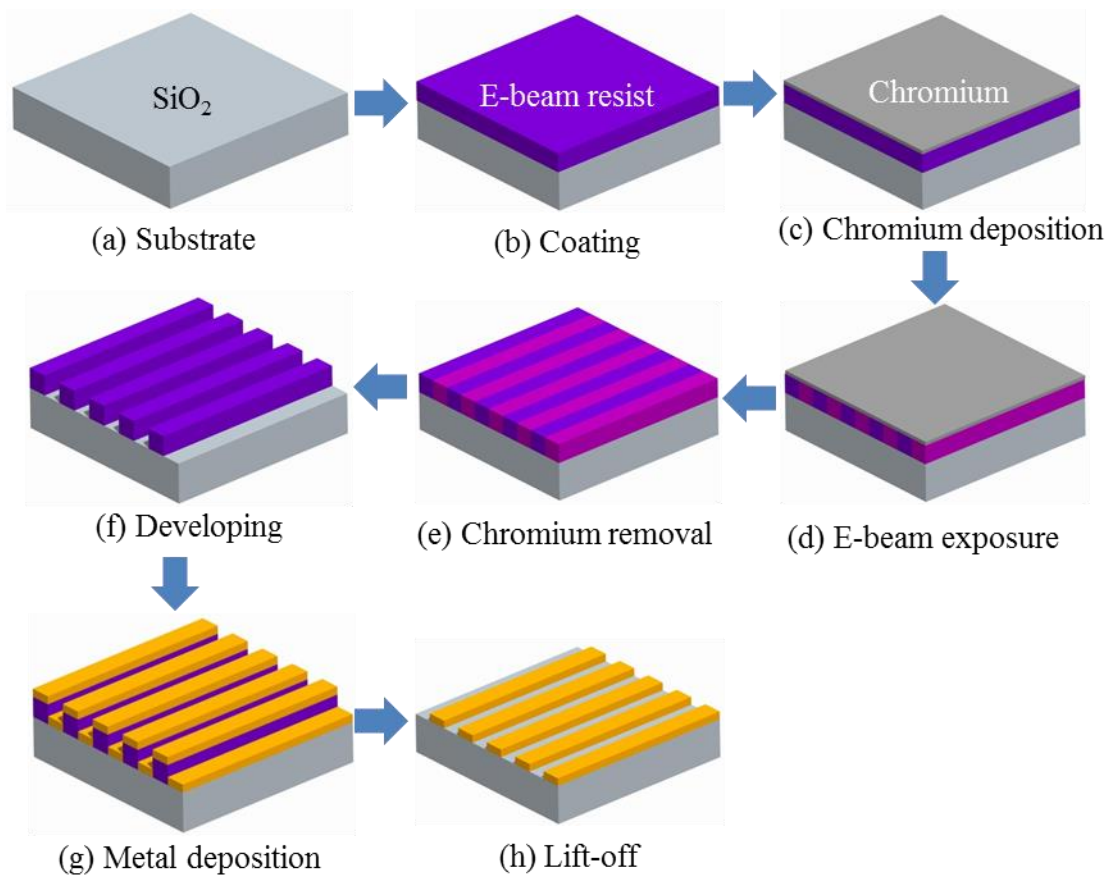 SiO₂
E-beam resist
Chromium
(a) Substrate
(b) Coating
(c) Chromium deposition
(d) E-beam exposure
(e) Chromium removal
(f) Developing
(g) Metal deposition
(h) Lift-off